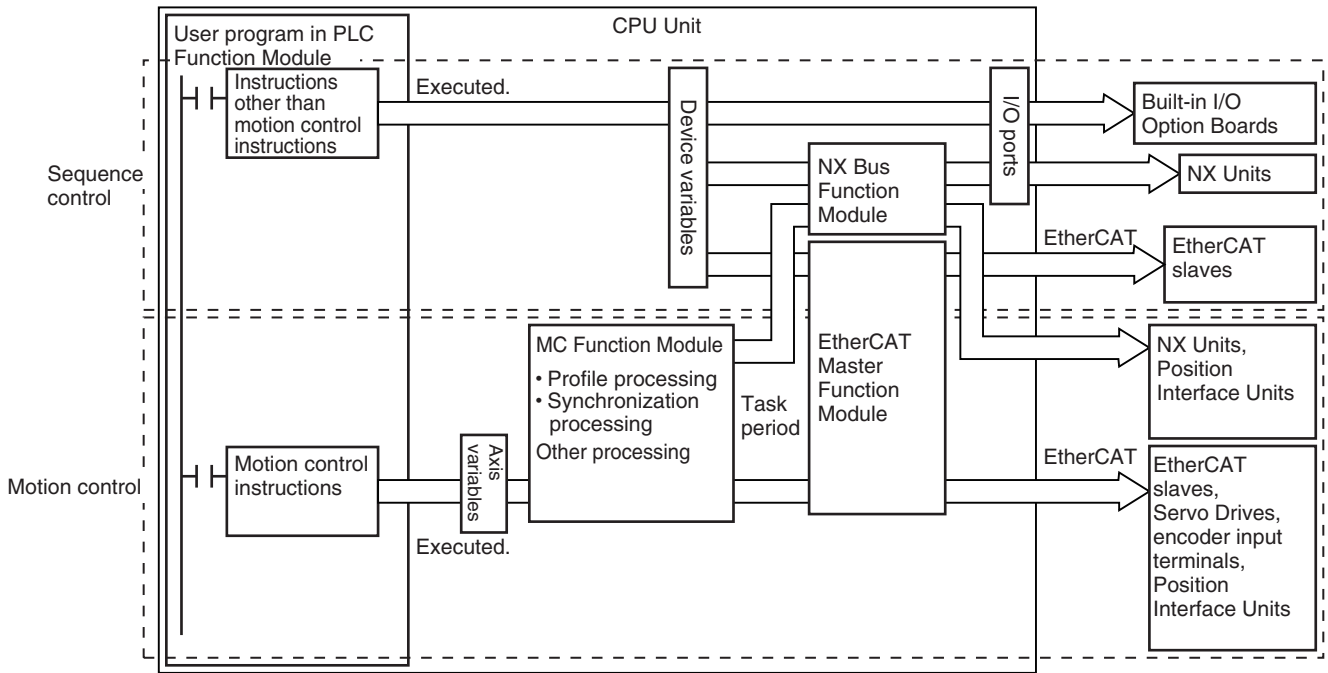 CPU Unit
User program in PLC
Function Module
Sequence
control
Instructions
other than
motion control
instructions
Executed.
Device variables
I/O ports
Built-in I/O
Option Boards
NX Bus
Function
Module
NX Units
EtherCAT
EtherCAT
slaves
Motion control
MC Function Module
• Profile processing
• Synchronization
processing
Other processing
Task
period
EtherCAT
Master
Function
Module
NX Units,
Position
Interface Units
Motion control
instructions
Axis
variables
Executed.
EtherCAT
EtherCAT
slaves,
Servo Drives,
encoder input
terminals,
Position
Interface Units